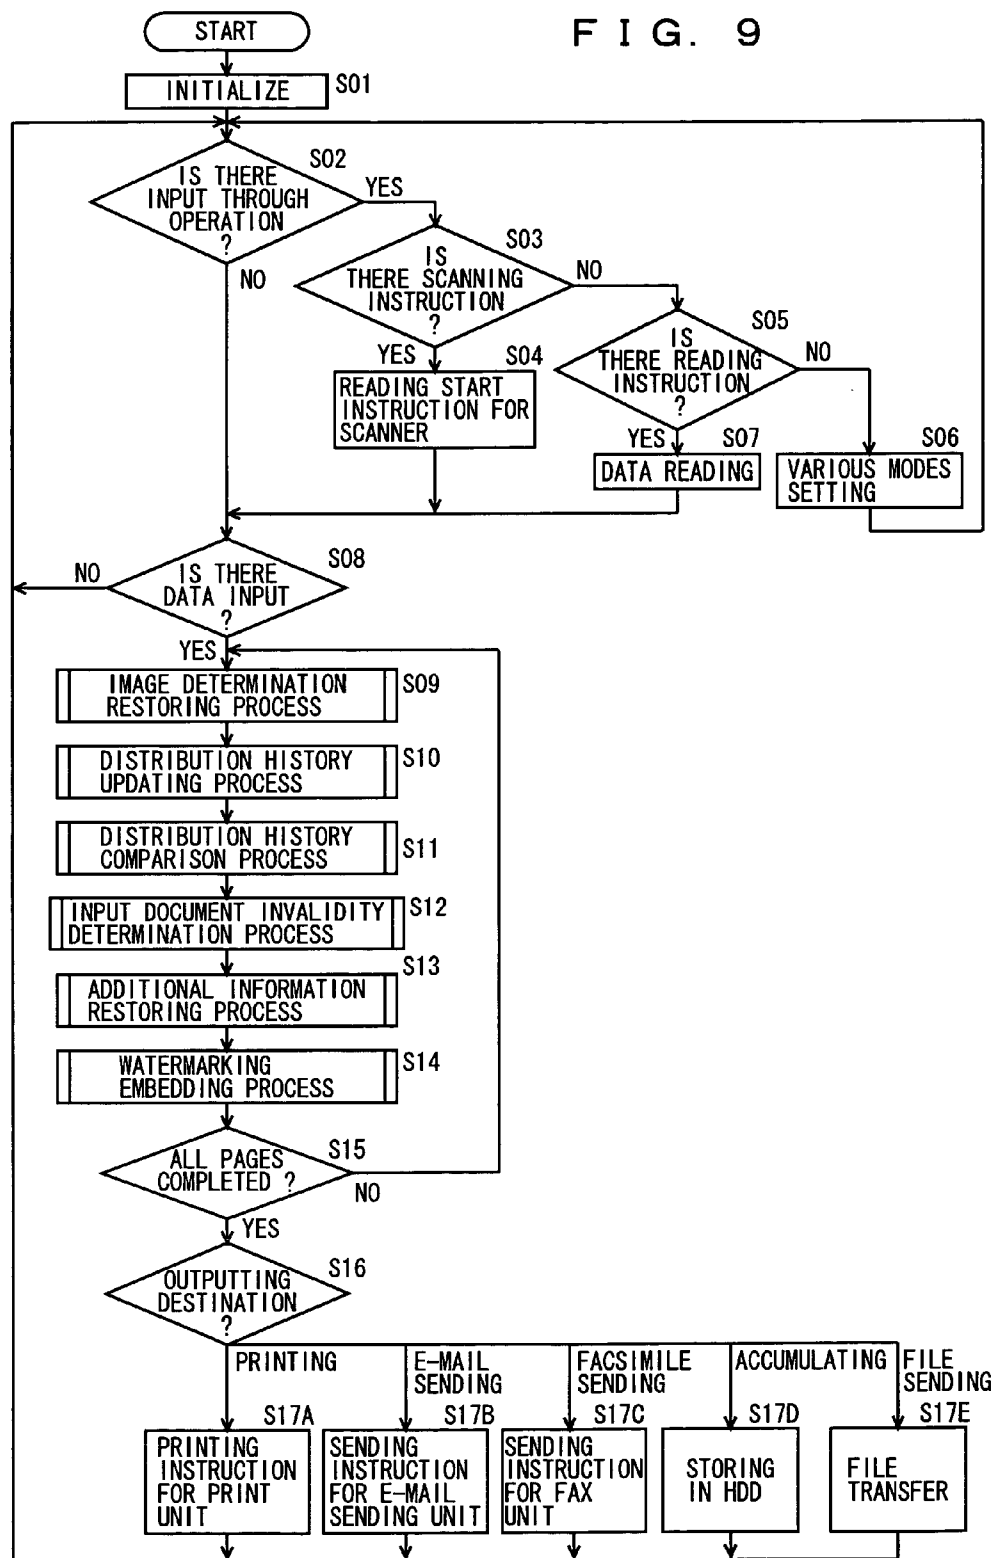 START
FIG. 9
INITIALIZE
S01
IS THERE
INPUT THROUGH
OPERATION
?
S02
YES
NO
IS
THERE SCANNING
INSTRUCTION
?
S03
NO
YES
IS
THERE READING
INSTRUCTION
?
S05
NO
YES
S04
READING START
INSTRUCTION FOR
SCANNER
S07
DATA READING
S06
VARIOUS MODES
SETTING
IS THERE
DATA INPUT
?
S08
NO
YES
IMAGE DETERMINATION
RESTORING PROCESS
S09
DISTRIBUTION HISTORY
UPDATING PROCESS
S10
DISTRIBUTION HISTORY
COMPARISON PROCESS
S11
INPUT DOCUMENT INVALIDITY
DETERMINATION PROCESS
S12
ADDITIONAL INFORMATION
RESTORING PROCESS
S13
WATERMARKING
EMBEDDING PROCESS
S14
ALL PAGES
COMPLETED ?
S15
NO
YES
OUTPUTTING
DESTINATION
?
S16
PRINTING
E-MAIL
SENDING
FACSIMILE
SENDING
ACCUMULATING
FILE
SENDING
S17A
PRINTING
INSTRUCTION
FOR PRINT
UNIT
S17B
SENDING
INSTRUCTION
FOR E-MAIL
SENDING UNIT
S17C
SENDING
INSTRUCTION
FOR FAX
UNIT
S17D
STORING
IN HDD
S17E
FILE
TRANSFER